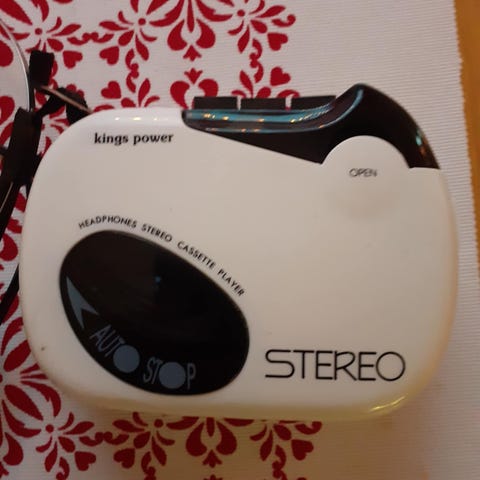 kings power
OPEN
HEADPHONES STEREO CASSETTE PLAYER
AUTO STOP
STEREO